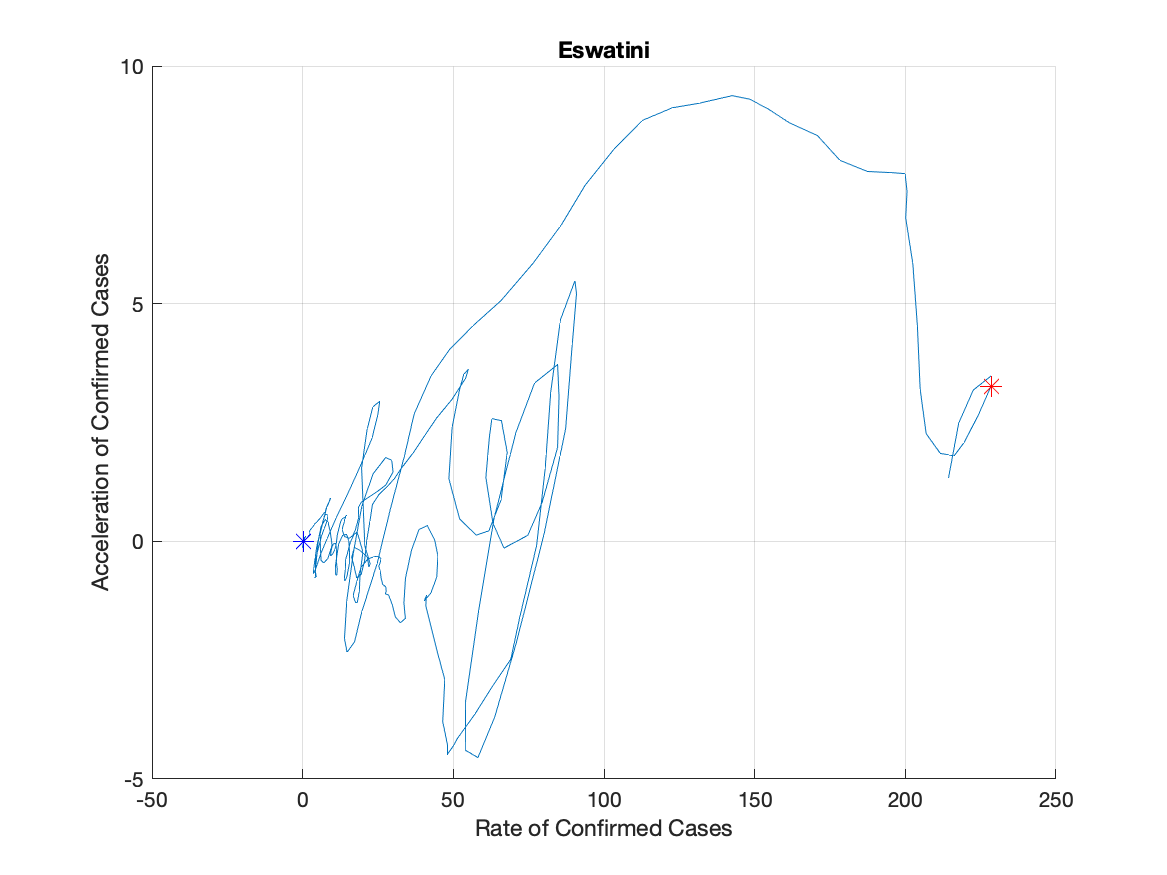 Eswatini
10
5
0
-5
Acceleration of Confirmed Cases
-50 0 50 100 150 200 250
Rate of Confirmed Cases